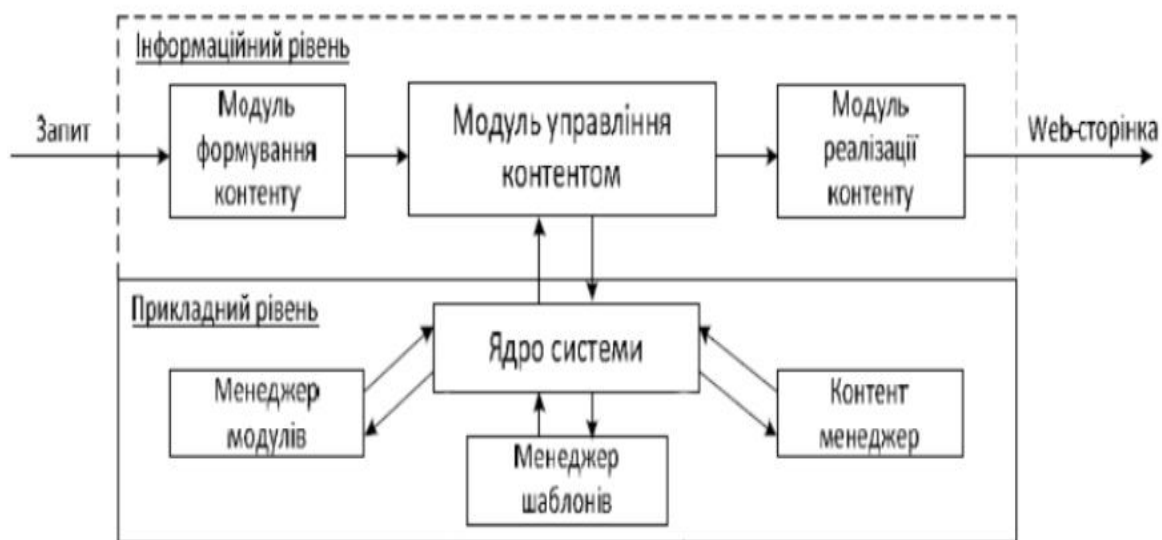 Інформаційний рівень
Запит
Модуль
формування
контенту
Модуль управління
контентом
Модуль
реалізації
контенту
Web-сторінка
Прикладний рівень
Ядро системи
Менеджер
модулів
Менеджер
шаблонів
Контент
менеджер